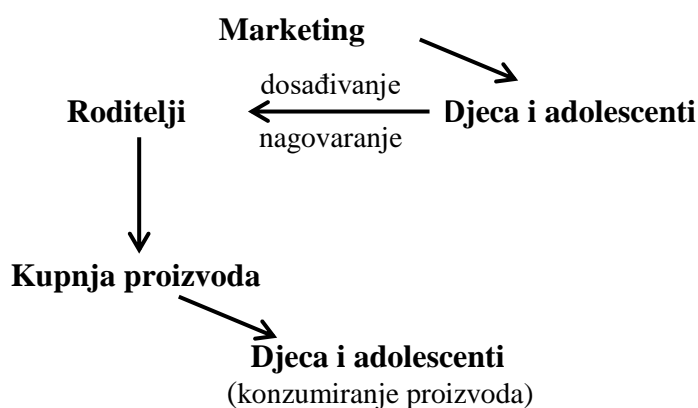 Marketing
dosađivanje
Roditelji
Djeca i adolescenti
nagovaranje
Kupnja proizvoda
Djeca i adolescenti
(konzumiranje proizvoda)